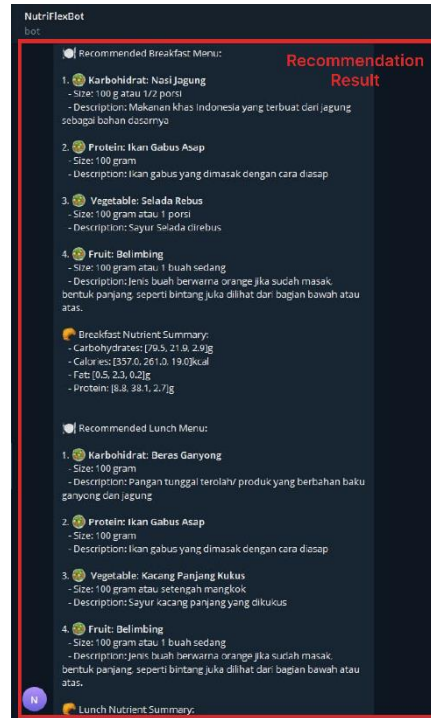 NutriFlexBot
bot
Recommendation
Result
🍽 Recommended Breakfast Menu:
1. 🥗 Karbohidrat: Nasi Jagung
- Size: 100 g atau 1/2 porsi
- Description: Makanan khas Indonesia yang terbuat dari jagung
sebagai bahan dasarnya
2. 🥗 Protein: Ikan Gabus Asap
- Size: 100 gram
- Description: Ikan gabus yang dimasak dengan cara diasap
3. 🥗 Vegetable: Selada Rebus
- Size: 100 gram atau 1 porsi
- Description: Sayur Selada direbus
4. 🥗 Fruit: Belimbing
- Size: 100 gram atau 1 buah sedang
- Description: Jenis buah berwarna orange jika sudah masak,
bentuk panjang, seperti bintang juka dilihat dari bagian bawah atau
atas.
🥐 Breakfast Nutrient Summary:
- Carbohydrates: [79.5, 21.9, 2.9]g
- Calories: [357.0, 261.0, 19.0]kcal
- Fat: [0.5, 2.3, 0.2]g
- Protein: [8.8, 38.1, 2.7]g
🍽 Recommended Lunch Menu:
1. 🥗 Karbohidrat: Beras Ganyong
- Size: 100 gram
- Description: Pangan tunggal terolah/ produk yang berbahan baku
ganyong dan jagung
2. 🥗 Protein: Ikan Gabus Asap
- Size: 100 gram
- Description: Ikan gabus yang dimasak dengan cara diasap
3. 🥗 Vegetable: Kacang Panjang Kukus
- Size: 100 gram atau setengah mangkok
- Description: Sayur kacang panjang yang dikukus
4. 🥗 Fruit: Belimbing
- Size: 100 gram atau 1 buah sedang
- Description: Jenis buah berwarna orange jika sudah masak,
bentuk panjang, seperti bintang juka dilihat dari bagian bawah atau
atas.
N
🥐 Lunch Nutrient Summary: